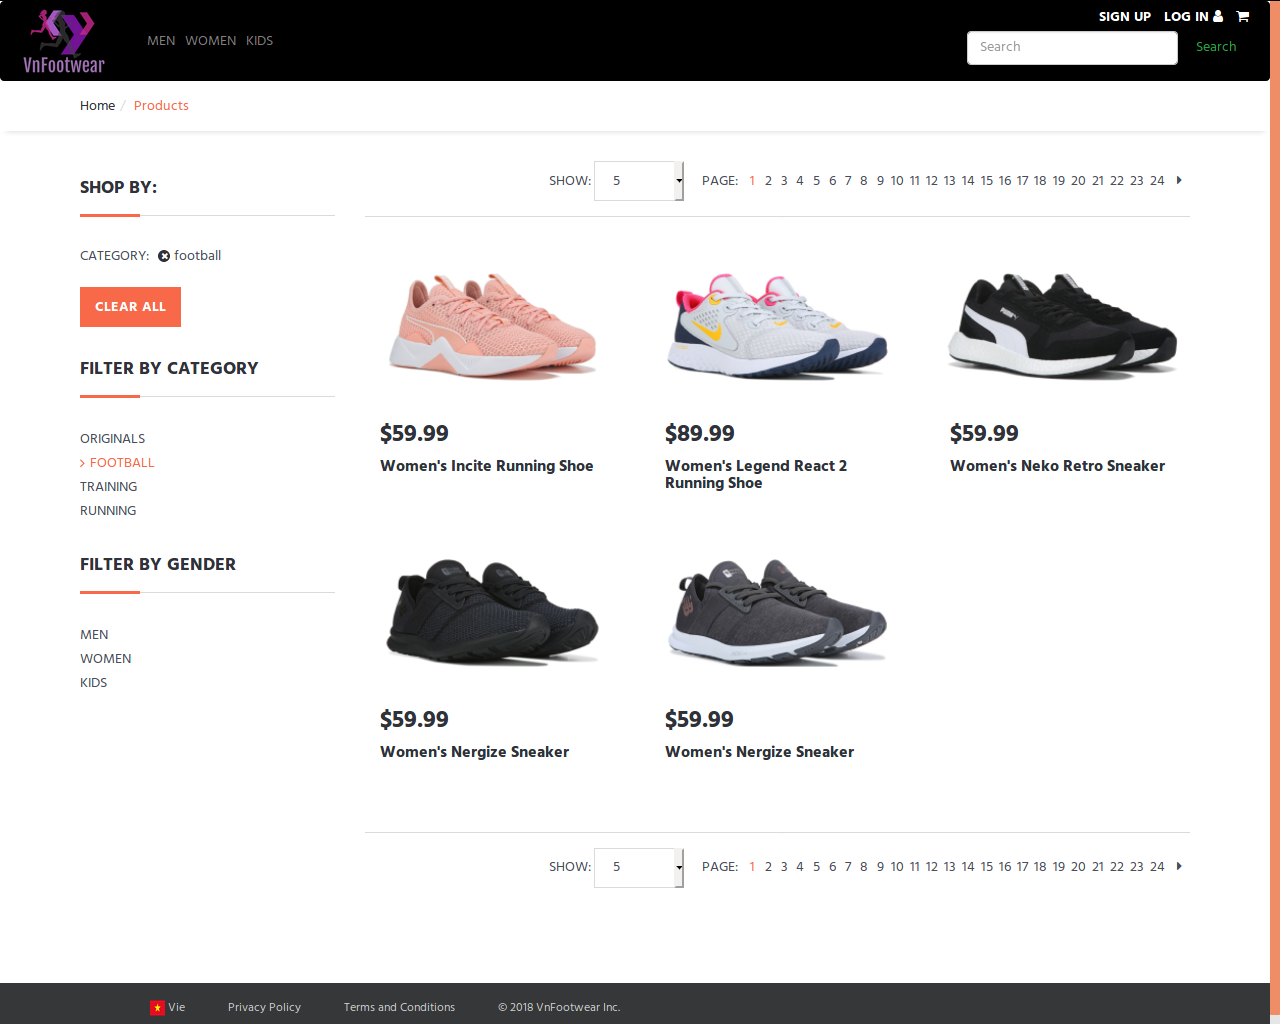 SIGN UP LOG IN
VnFootwear
MEN WOMEN KIDS
Search Search
Home / Products
SHOP BY:
CATEGORY: football
CLEAR ALL
FILTER BY CATEGORY
ORIGINALS
FOOTBALL
TRAINING
RUNNING
FILTER BY GENDER
MEN
WOMEN
KIDS
SHOW: 5 PAGE: 1 2 3 4 5 6 7 8 9 10 11 12 13 14 15 16 17 18 19 20 21 22 23 24
$59.99
Women's Incite Running Shoe
$89.99
Women's Legend React 2
Running Shoe
$59.99
Women's Neko Retro Sneaker
$59.99
Women's Nergize Sneaker
$59.99
Women's Nergize Sneaker
SHOW: 5 PAGE: 1 2 3 4 5 6 7 8 9 10 11 12 13 14 15 16 17 18 19 20 21 22 23 24
Vie Privacy Policy Terms and Conditions © 2018 VnFootwear Inc.